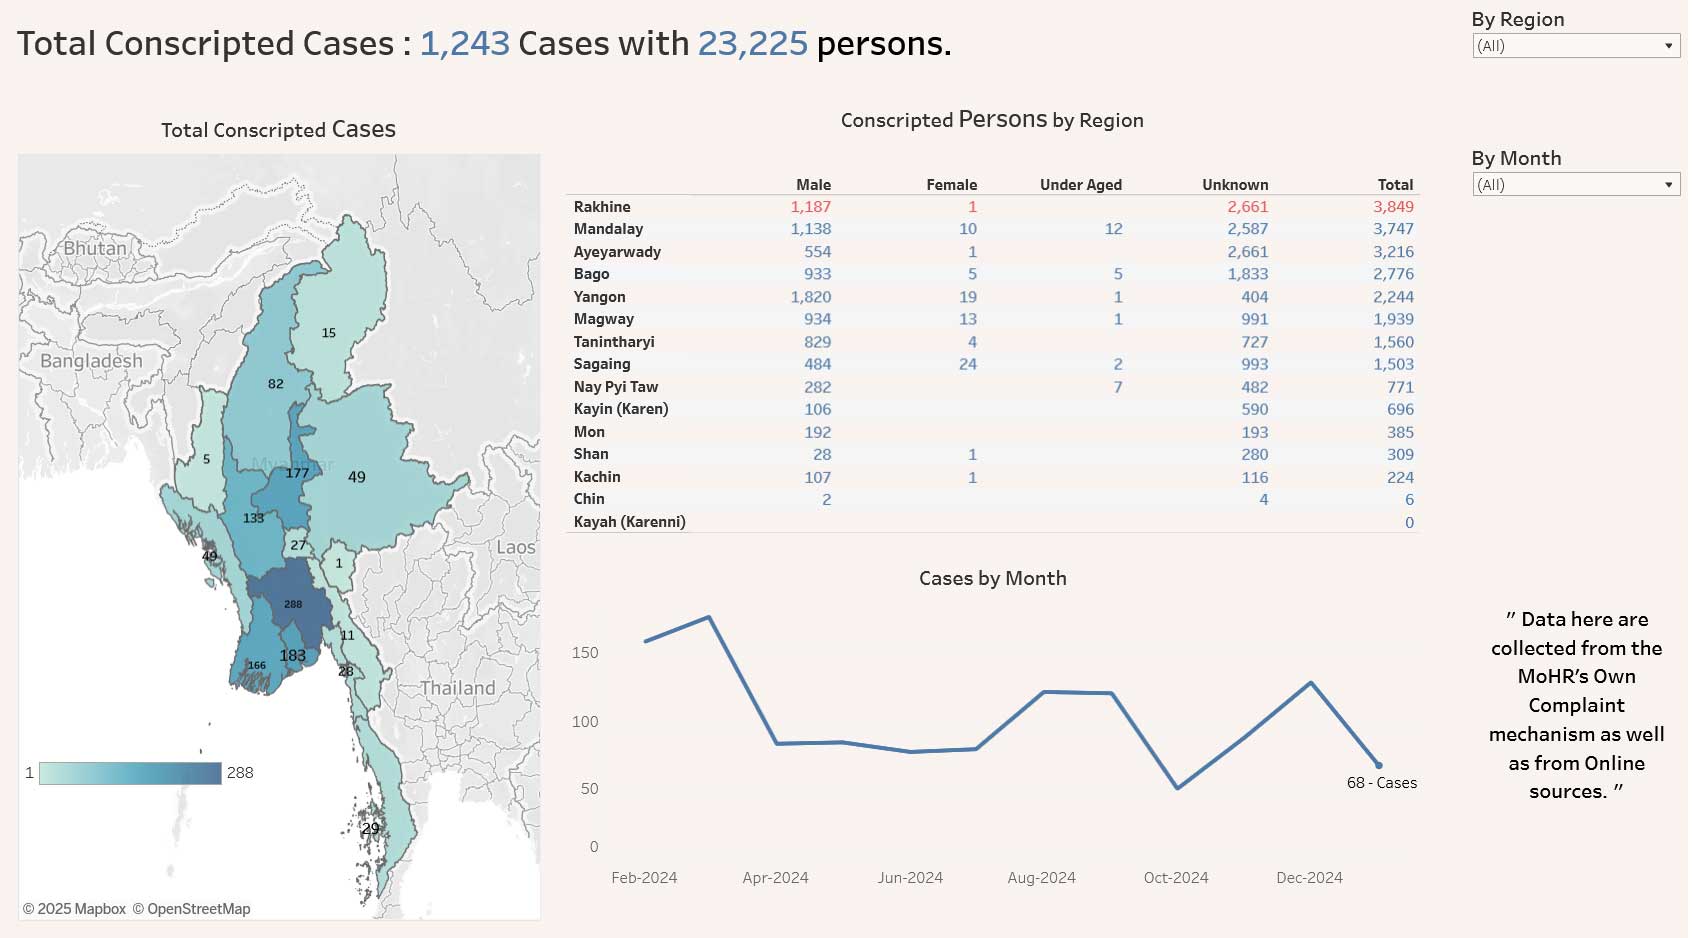 Total Conscripted Cases : 1,243 Cases with 23,225 persons.
By Region
(All)
By Month
(All)
Total Conscripted Cases
Bhutan
Bangladesh
Myanmar
Laos
Thailand
15
82
5
177
49
133
27
49
1
288
11
183
166
28
29
1 288
© 2025 Mapbox © OpenStreetMap
Conscripted Persons by Region
Male Female Under Aged Unknown Total
Rakhine 1,187 1 2,661 3,849
Mandalay 1,138 10 12 2,587 3,747
Ayeyarwady 554 1 2,661 3,216
Bago 933 5 5 1,833 2,776
Yangon 1,820 19 1 404 2,244
Magway 934 13 1 991 1,939
Tanintharyi 829 4 727 1,560
Sagaing 484 24 2 993 1,503
Nay Pyi Taw 282 7 482 771
Kayin (Karen) 106 590 696
Mon 192 193 385
Shan 28 1 280 309
Kachin 107 1 116 224
Chin 2 4 6
Kayah (Karenni) 0
Cases by Month
150
100
50
0
68 - Cases
Feb-2024 Apr-2024 Jun-2024 Aug-2024 Oct-2024 Dec-2024
" Data here are
collected from the
MoHR's Own
Complaint
mechanism as well
as from Online
sources. "